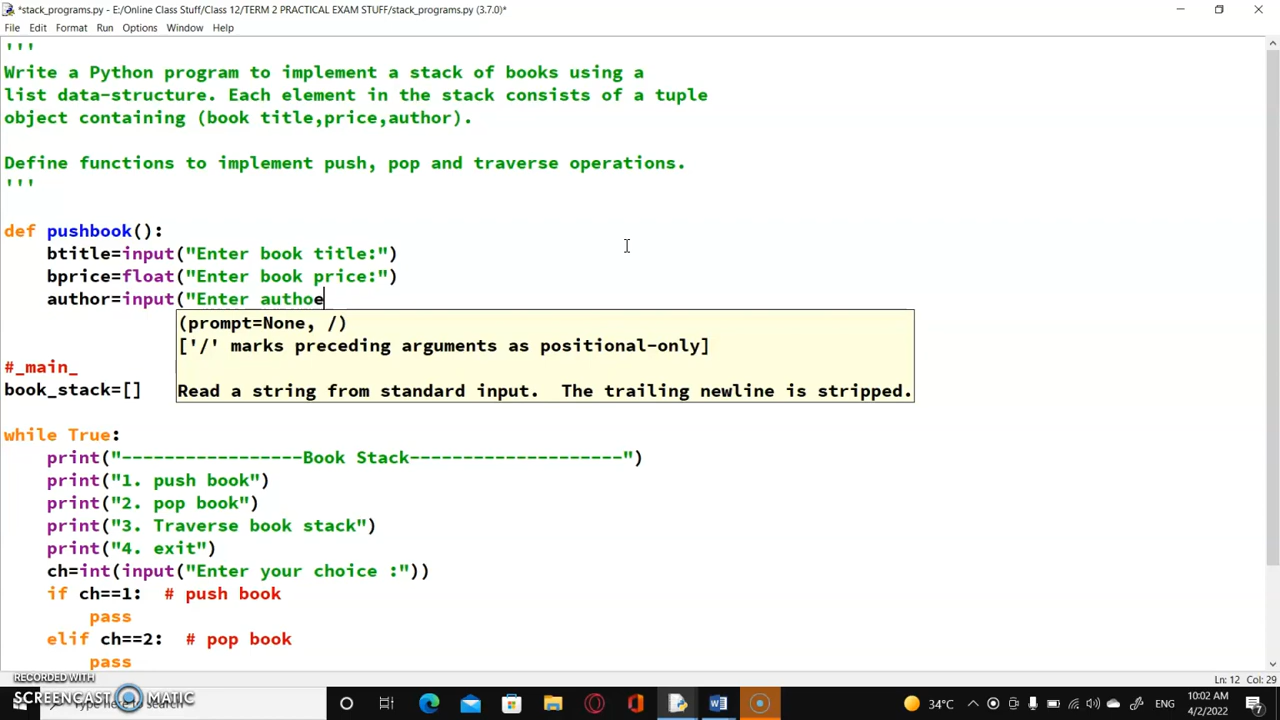 *stack_programs.py - E:/Online Class Stuff/Class 12/TERM 2 PRACTICAL EXAM STUFF/stack_programs.py (3.7.0)*
File Edit Format Run Options Window Help
'''
Write a Python program to implement a stack of books using a
list data-structure. Each element in the stack consists of a tuple
object containing (book title,price,author).
Define functions to implement push, pop and traverse operations.
'''
def pushbook():
    btitle=input("Enter book title:")
    bprice=float("Enter book price:")
    author=input("Enter authoe
(prompt=None, /)
['/' marks preceding arguments as positional-only]
Read a string from standard input.  The trailing newline is stripped.
#_main_
book_stack=[]
while True:
    print("-----------------Book Stack--------------------")
    print("1. push book")
    print("2. pop book")
    print("3. Traverse book stack")
    print("4. exit")
    ch=int(input("Enter your choice :"))
    if ch==1:  # push book
        pass
    elif ch==2:  # pop book
        pass
Ln: 12 Col: 29
RECORDED WITH
SCREENCAST MATIC
Type here to search
34°C
ENG
10:02 AM
4/2/2022
7